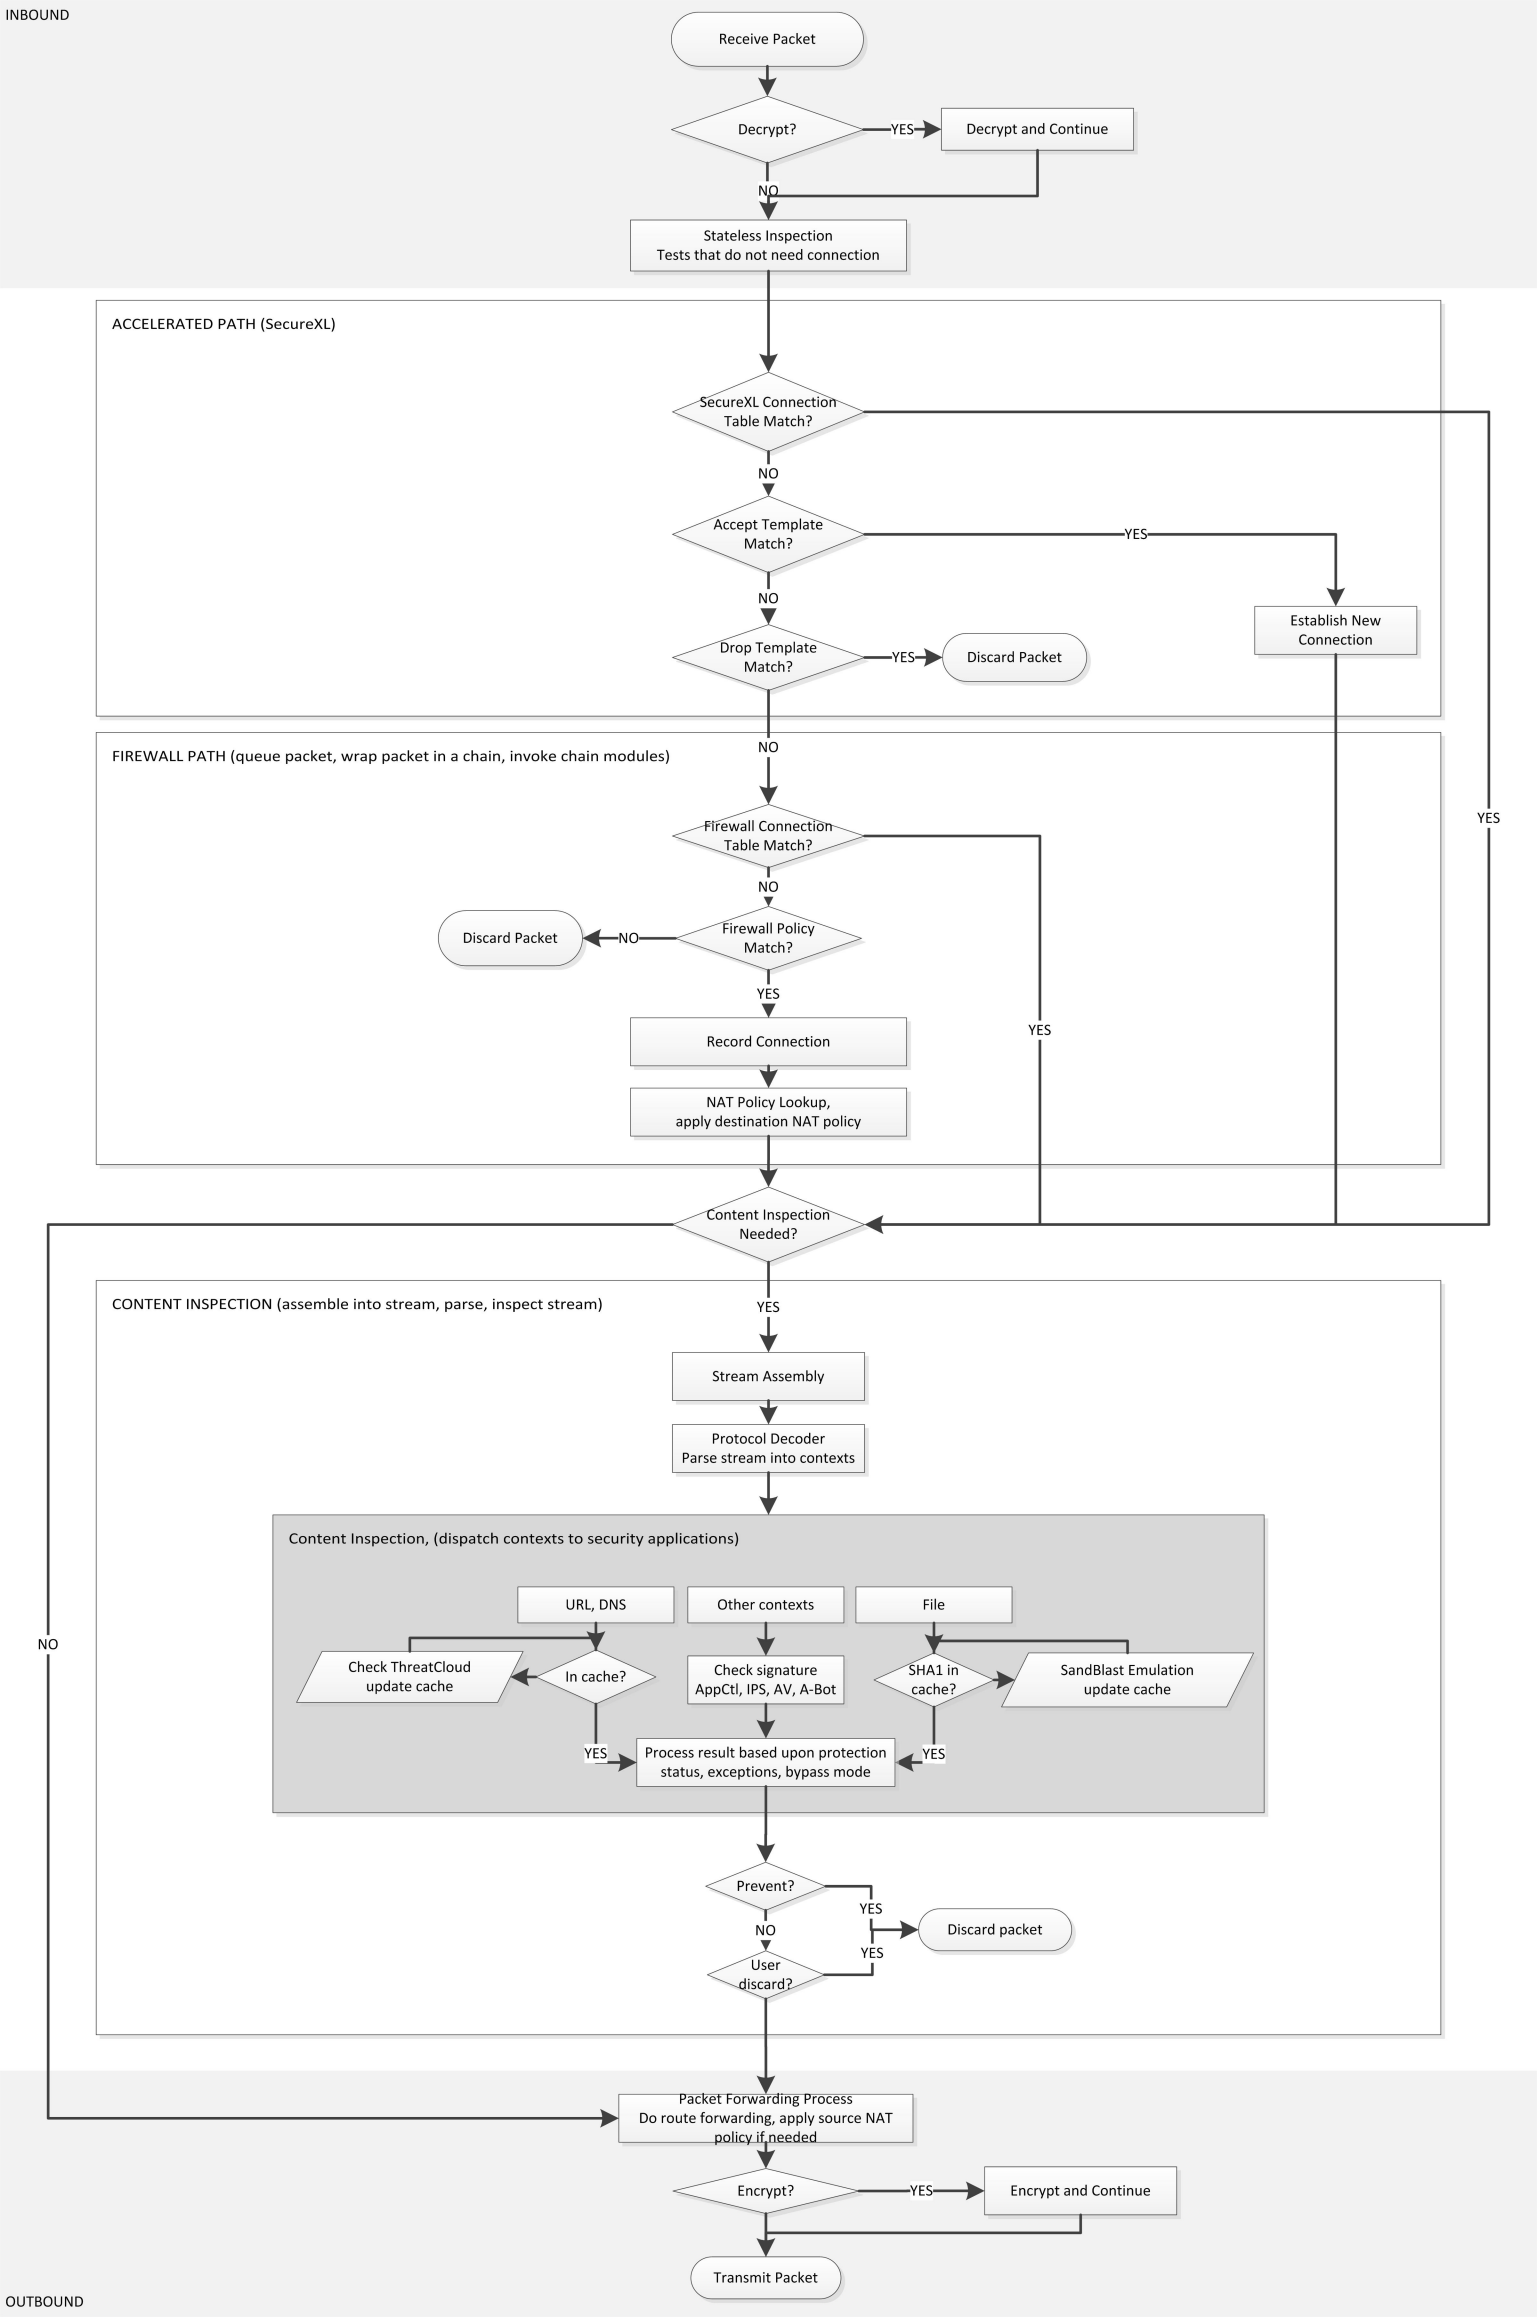 INBOUND
Receive Packet
Decrypt?
YES
Decrypt and Continue
NO
Stateless Inspection
Tests that do not need connection
ACCELERATED PATH (SecureXL)
SecureXL Connection
Table Match?
NO
Accept Template
Match?
YES
NO
Establish New
Connection
Drop Template
Match?
YES
Discard Packet
NO
FIREWALL PATH (queue packet, wrap packet in a chain, invoke chain modules)
Firewall Connection
Table Match?
YES
NO
Discard Packet
NO
Firewall Policy
Match?
YES
Record Connection
YES
NAT Policy Lookup,
apply destination NAT policy
Content Inspection
Needed?
CONTENT INSPECTION (assemble into stream, parse, inspect stream)
YES
Stream Assembly
Protocol Decoder
Parse stream into contexts
Content Inspection, (dispatch contexts to security applications)
URL, DNS
Other contexts
File
NO
Check ThreatCloud
update cache
In cache?
Check signature
AppCtl, IPS, AV, A-Bot
SHA1 in
cache?
SandBlast Emulation
update cache
YES
Process result based upon protection
status, exceptions, bypass mode
YES
Prevent?
YES
NO
Discard packet
YES
User
discard?
Packet Forwarding Process
Do route forwarding, apply source NAT
policy if needed
Encrypt?
YES
Encrypt and Continue
Transmit Packet
OUTBOUND